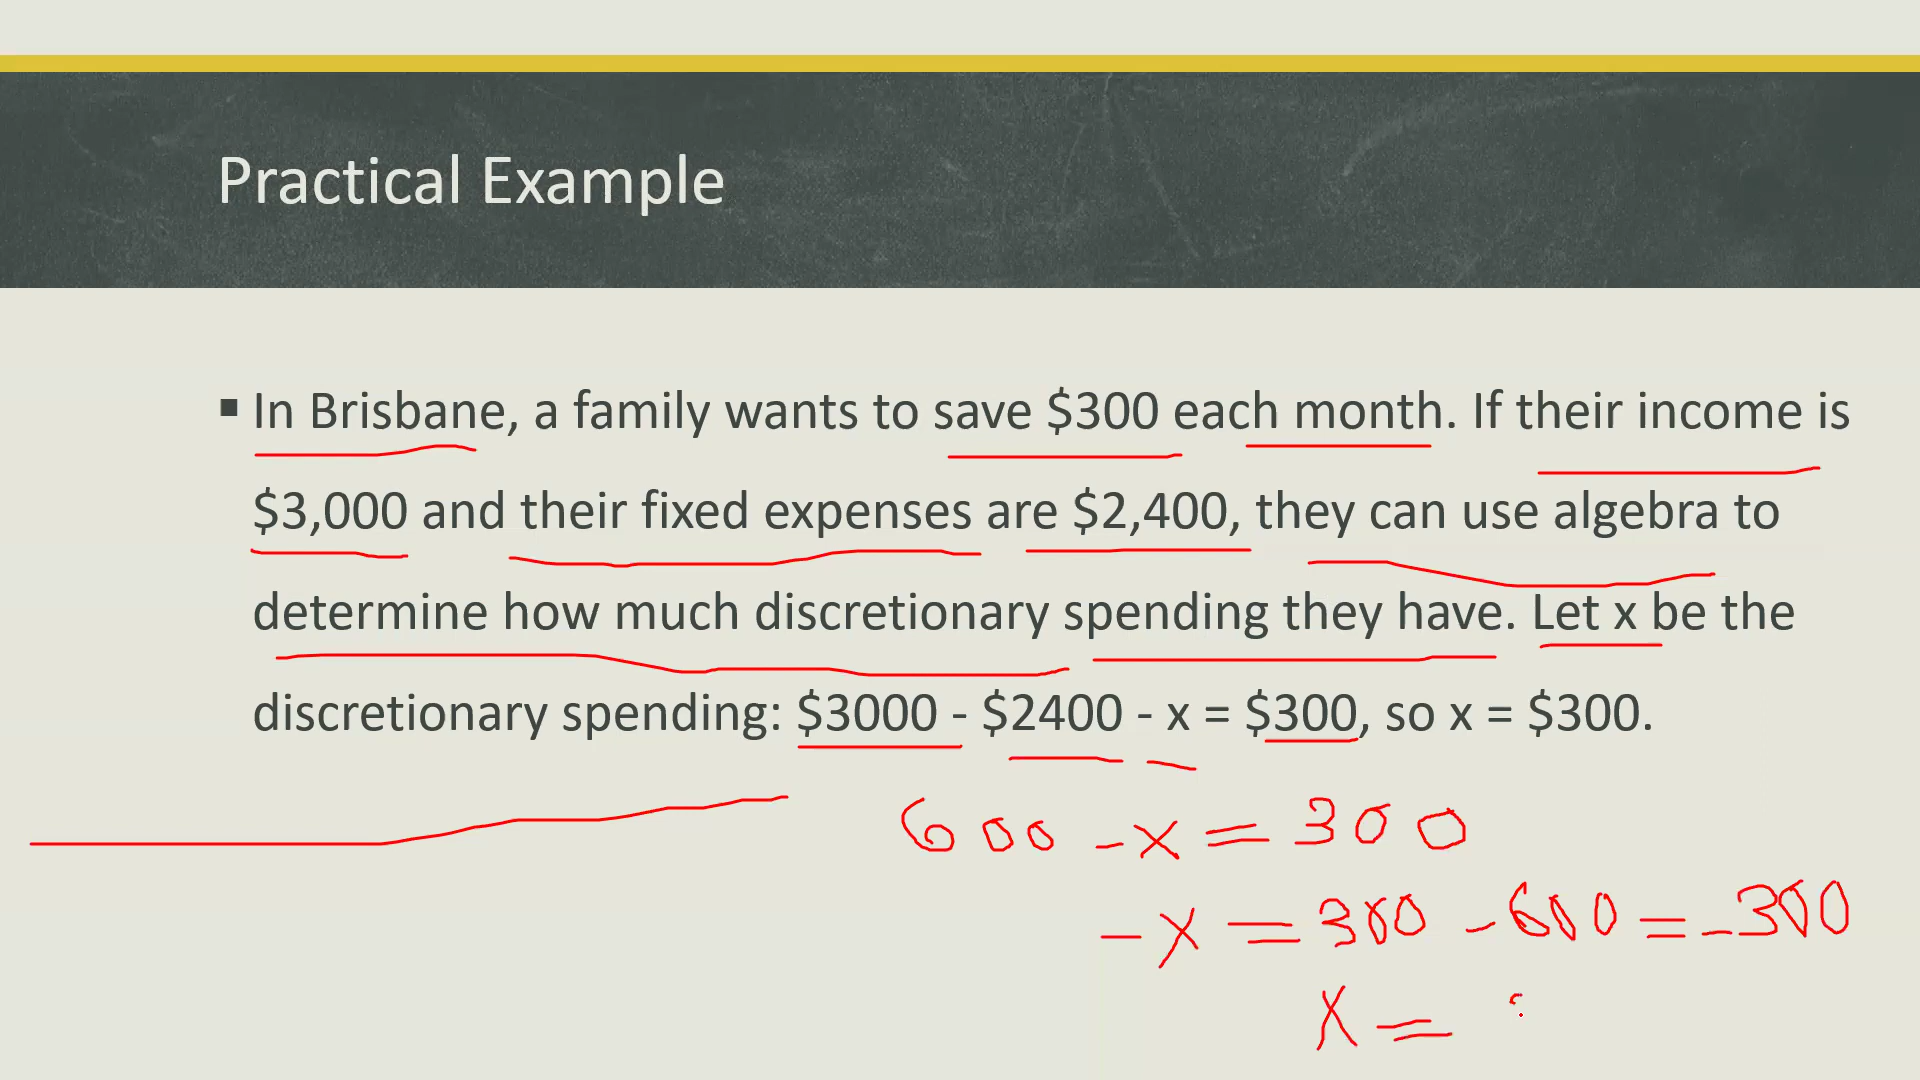 Practical Example
▪ In Brisbane, a family wants to save $300 each month. If their income is
$3,000 and their fixed expenses are $2,400, they can use algebra to
determine how much discretionary spending they have. Let x be the
discretionary spending: $3000 - $2400 - x = $300, so x = $300.
600 - x = 300
- x = 300 - 600 = -300
x =